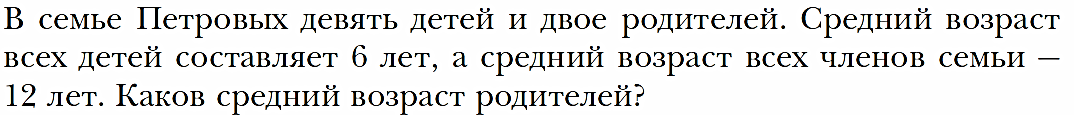 В семье Петровых девять детей и двое родителей. Средний возраст
всех детей составляет 6 лет, а средний возраст всех членов семьи –
12 лет. Каков средний возраст родителей?